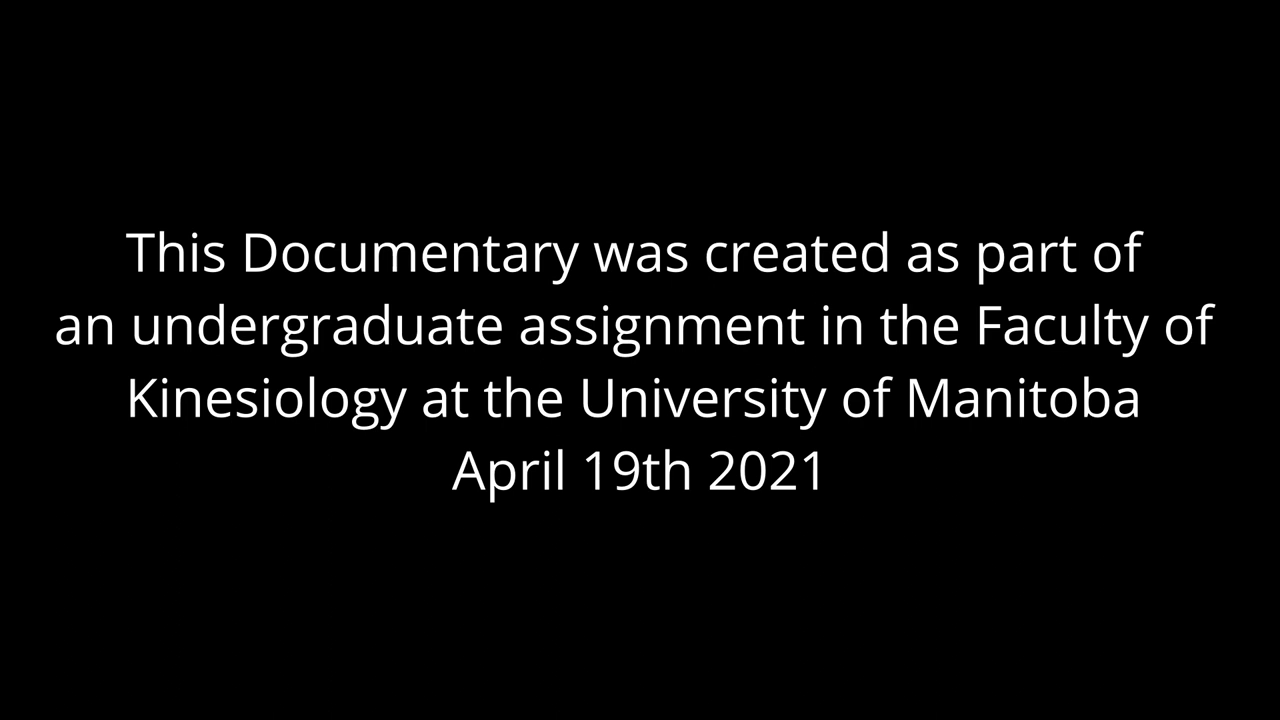 This Documentary was created as part of
an undergraduate assignment in the Faculty of
Kinesiology at the University of Manitoba
April 19th 2021